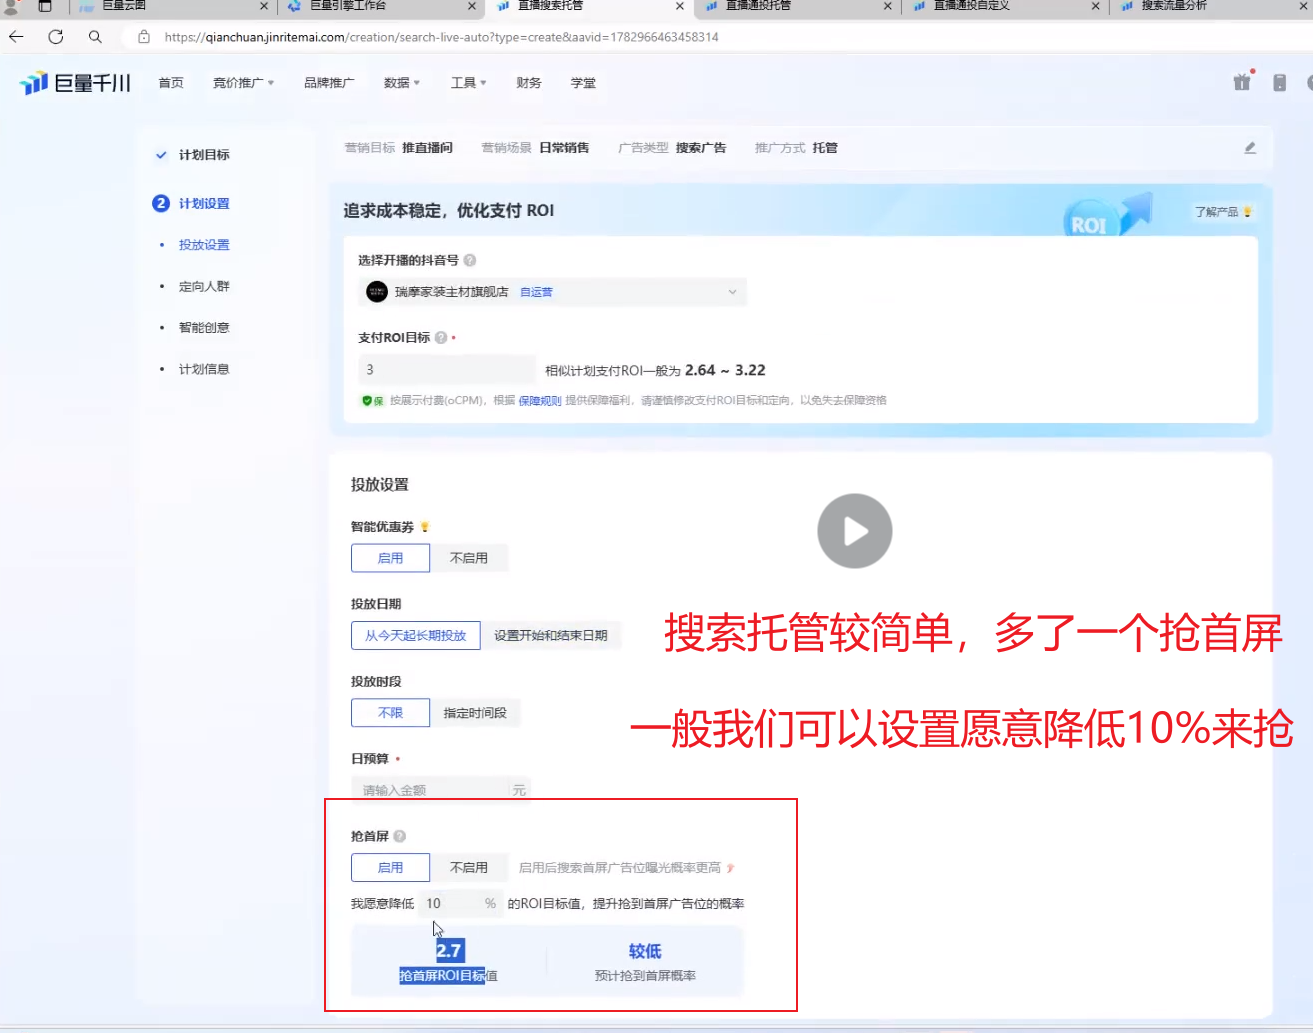 巨量云图
巨量引擎工作台
直播搜索托管
直播通投托管
直播通投自定义
搜索流量分析
https://qianchuan.jinritemai.com/creation/search-live-auto?type=create&aavid=1782966463458314
巨量千川 首页 竞价推广 品牌推广 数据 工具 财务 学堂
计划目标
2 计划设置
投放设置
定向人群
智能创意
计划信息
营销目标 推直播间 营销场景 日常销售 广告类型 搜索广告 推广方式 托管
追求成本稳定，优化支付 ROI
ROI
了解产品
选择开播的抖音号
瑞摩家装主材旗舰店 自运营
支付ROI目标
3 相似计划支付ROI一般为 2.64 ~ 3.22
保 按展示付费(oCPM)，根据 保障规则 提供保障福利，请谨慎修改支付ROI目标和定向，以免失去保障资格
投放设置
智能优惠券
启用 不启用
投放日期
从今天起长期投放 设置开始和结束日期
投放时段
不限 指定时间段
日预算
请输入金额 元
搜索托管较简单，多了一个抢首屏
一般我们可以设置愿意降低10%来抢
抢首屏
启用 不启用 启用后搜索首屏广告位曝光概率更高
我愿意降低 10 % 的ROI目标值，提升抢到首屏广告位的概率
2.7 较低
抢首屏ROI目标值 预计抢到首屏概率